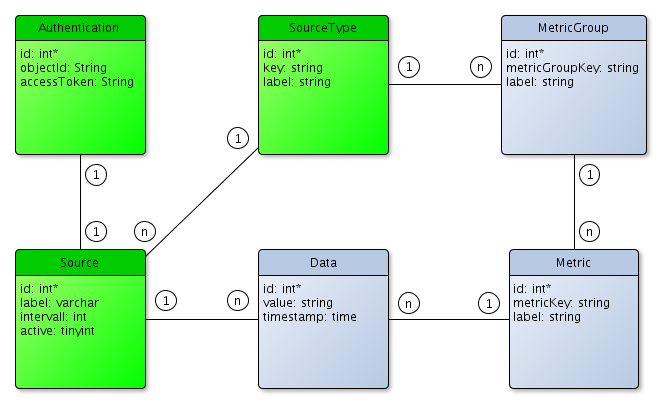 Authentication
id: int*
objectId: String
accessToken: String
SourceType
id: int*
key: string
label: string
MetricGroup
id: int*
metricGroupKey: string
label: string
1
n
1
1
1
n
1
n
1
n
Source
id: int*
label: varchar
intervall: int
active: tinyint
1
n
Data
id: int*
value: string
timestamp: time
n
1
Metric
id: int*
metricKey: string
label: string